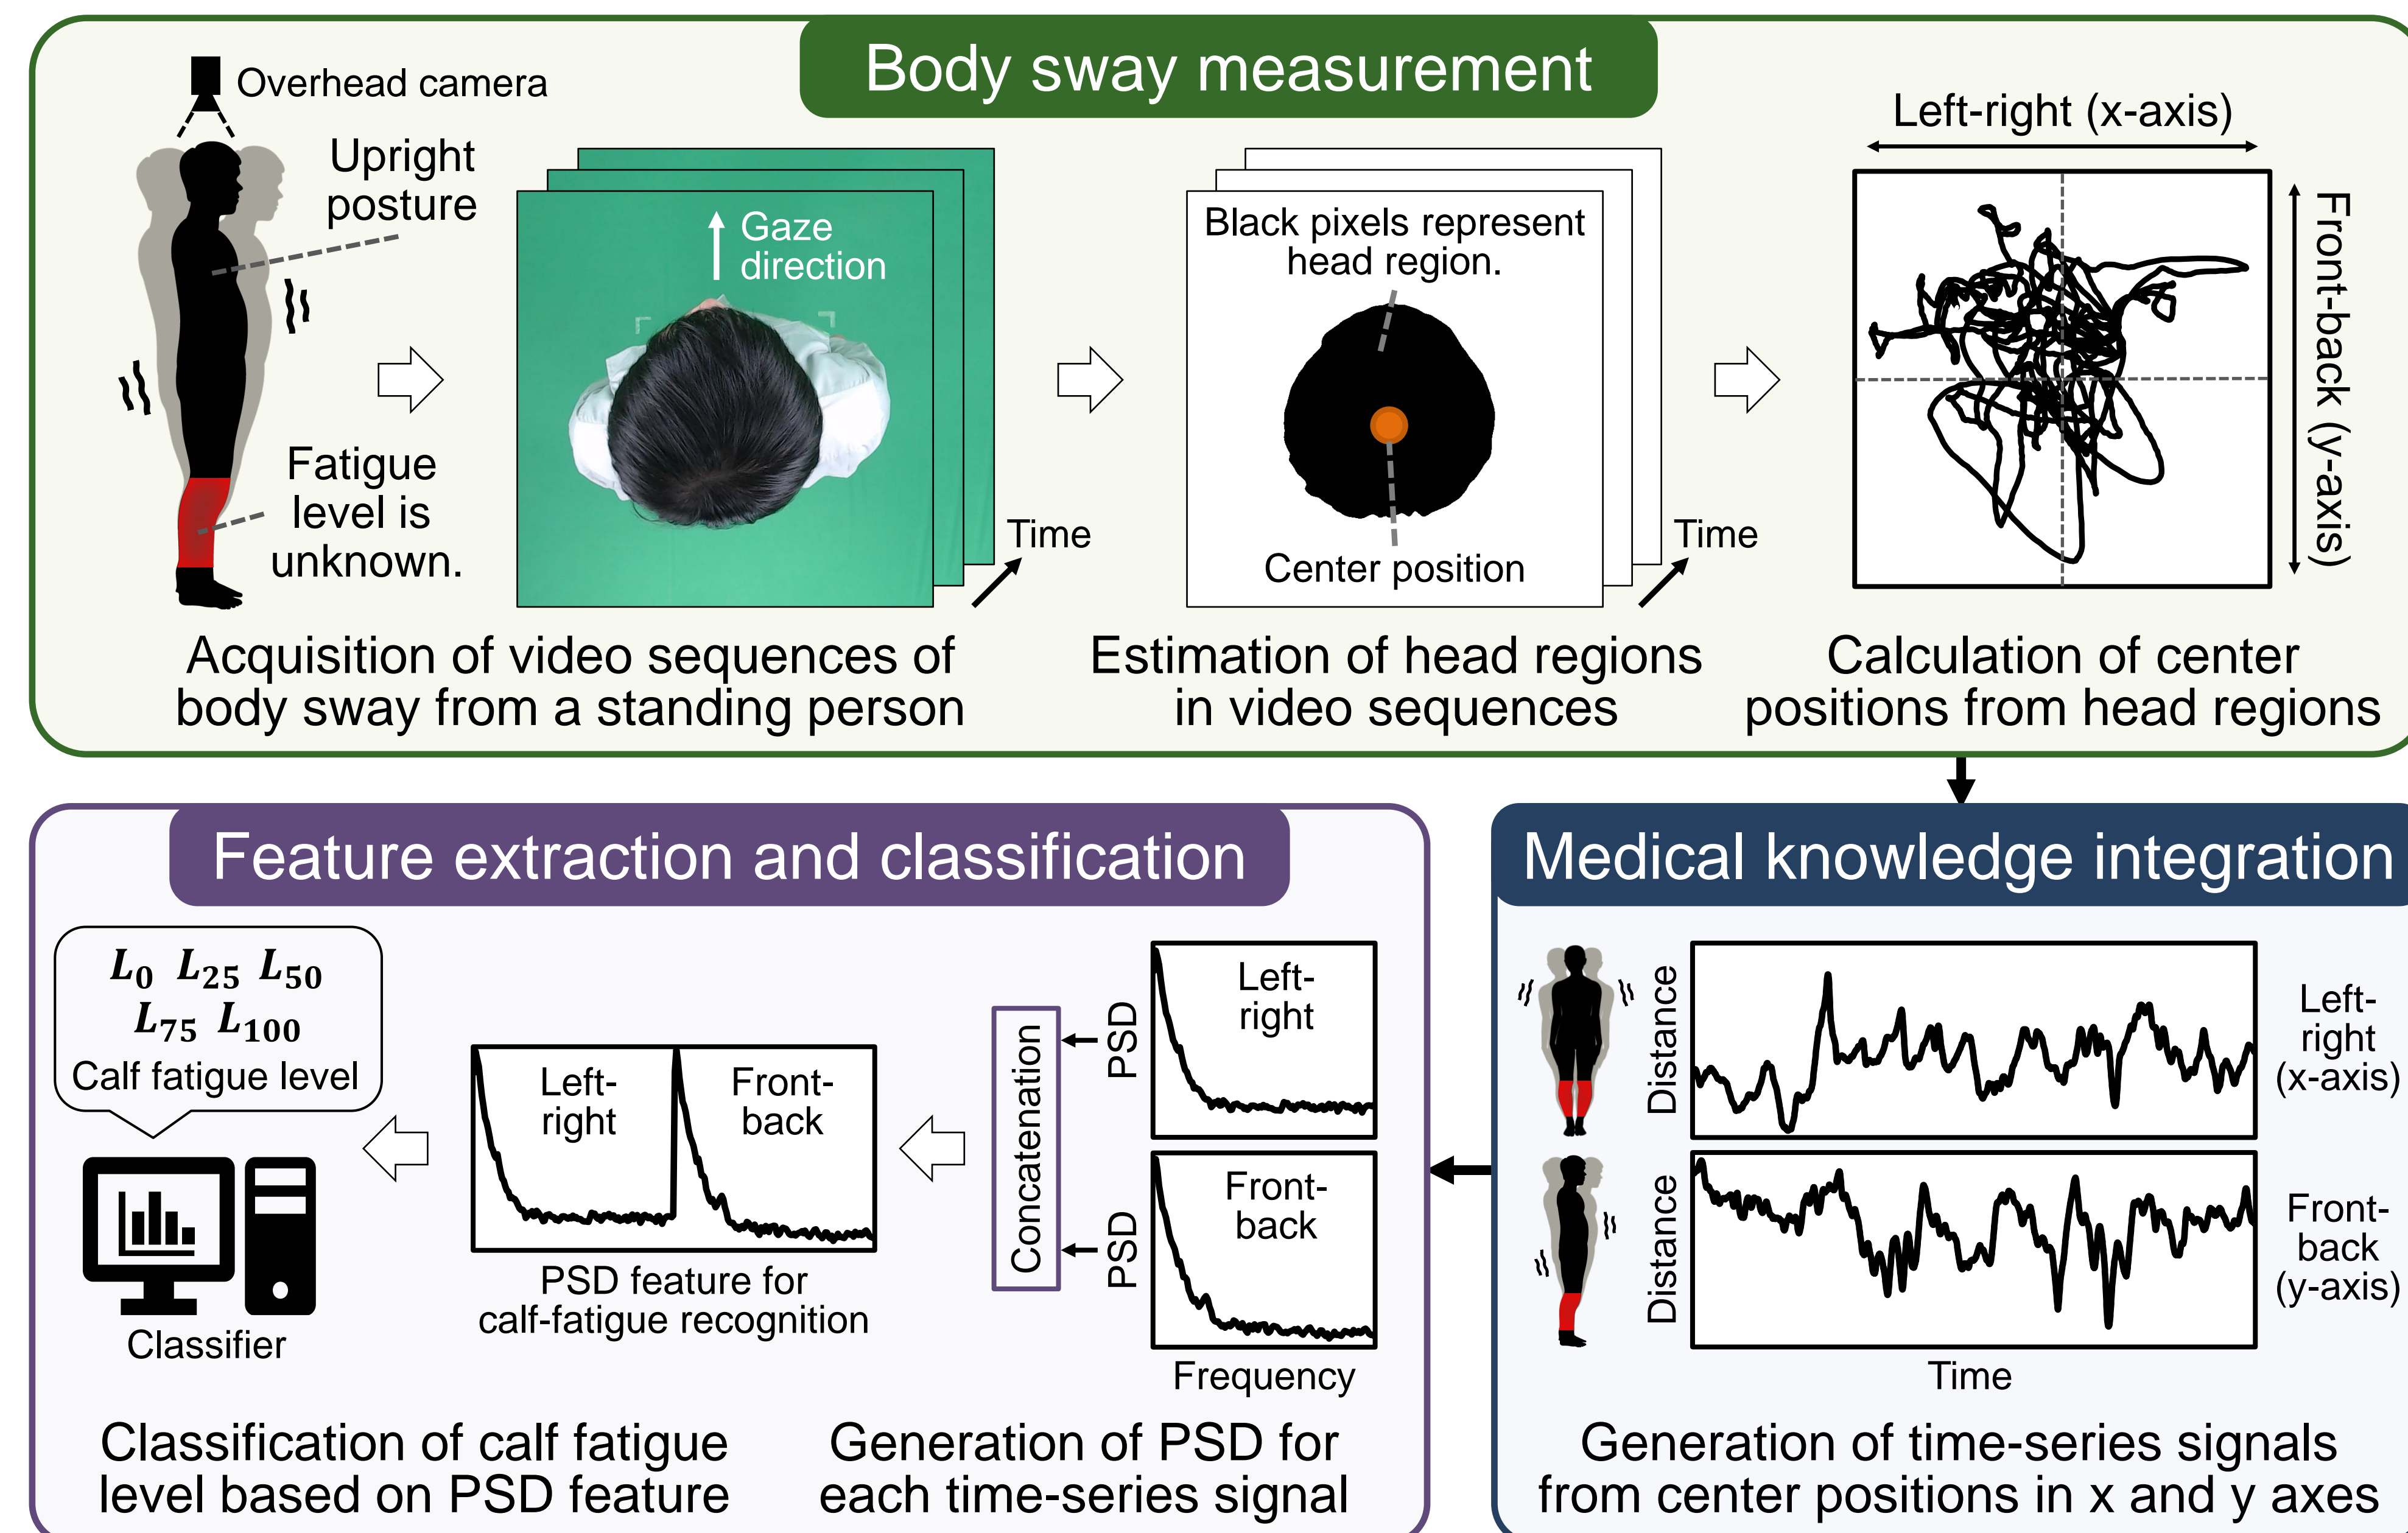 Body sway measurement
Overhead camera
Upright
posture
Fatigue
level is
unknown.
Gaze
direction
Time
Acquisition of video sequences of
body sway from a standing person
Black pixels represent
head region.
Center position
Time
Estimation of head regions
in video sequences
Left-right (x-axis)
Front-back (y-axis)
Calculation of center
positions from head regions
Medical knowledge integration
Distance
Left-
right
(x-axis)
Distance
Front-
back
(y-axis)
Time
Generation of time-series signals
from center positions in x and y axes
Feature extraction and classification
PSD
Left-
right
PSD
Front-
back
Frequency
Concatenation
Generation of PSD for
each time-series signal
Left-
right
Front-
back
PSD feature for
calf-fatigue recognition
L0 L25 L50
L75 L100
Calf fatigue level
Classifier
Classification of calf fatigue
level based on PSD feature